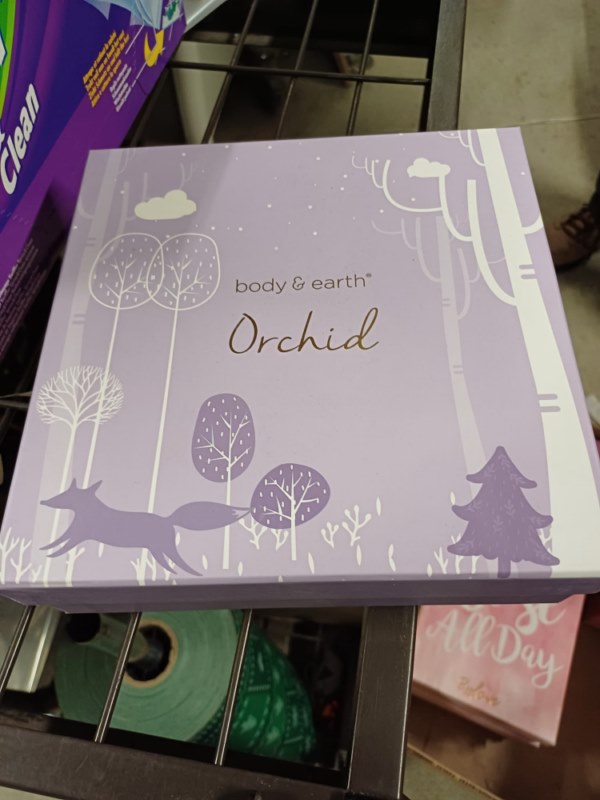 Clean
body & earth®
Orchid
All Day